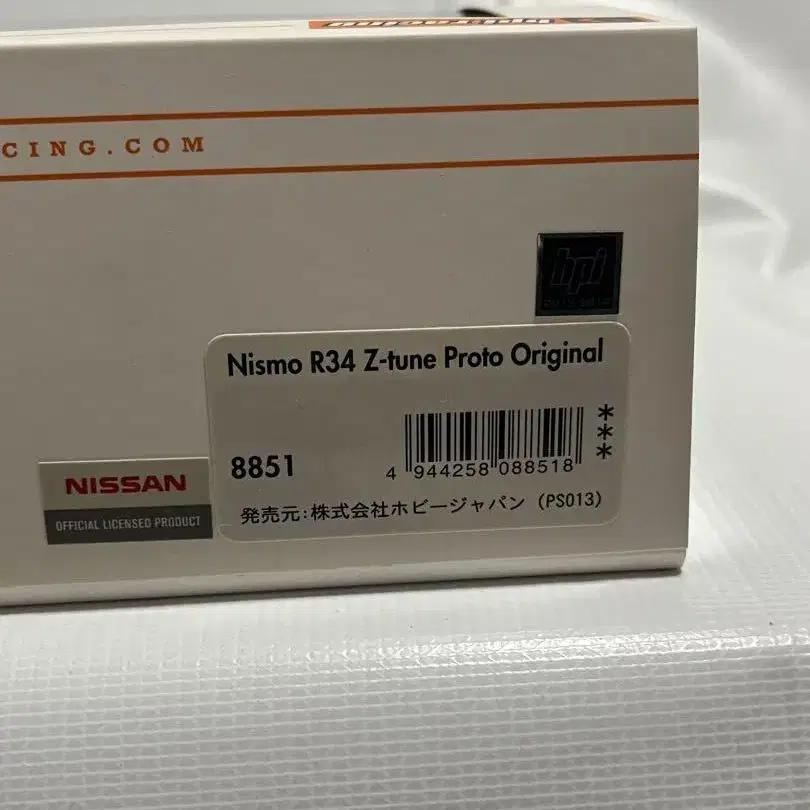 CING.COM
hpi
Nismo R34 Z-tune Proto Original
8851
4 944258 088518
***
NISSAN
OFFICIAL LICENSED PRODUCT
発売元:株式会社ホビージャパン (PS013)